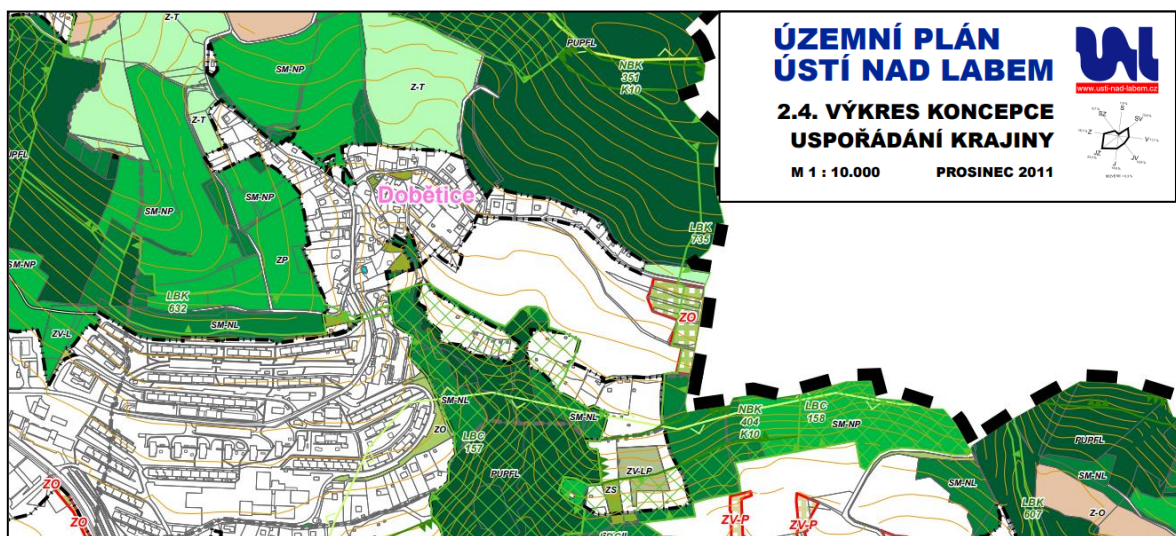 ÚZEMNÍ PLÁN
ÚSTÍ NAD LABEM
www.usti-nad-labem.cz
2.4. VÝKRES KONCEPCE
USPOŘÁDÁNÍ KRAJINY
M 1 : 10.000 PROSINEC 2011
S
SV
V
JV
J
JZ
Z
SZ
Z-T
SM-NP
PUPFL
NBK
351
K10
Z-T
Z-T
PUPFL
SM-NP
Dobětice
SM-NP
ZP
LBK
735
LBK
632
SM-NL
ZV-L
ZO
SM-NL
ZO
LBC
157
SM-NL
PUPFL
NBK
404
K10
LBC
158
SM-NP
ZV-LP
ZS
PUPFL
SM-NL
SM-NL
LBK
607
Z-O
ZO
ZO
ZV-P
ZV-P